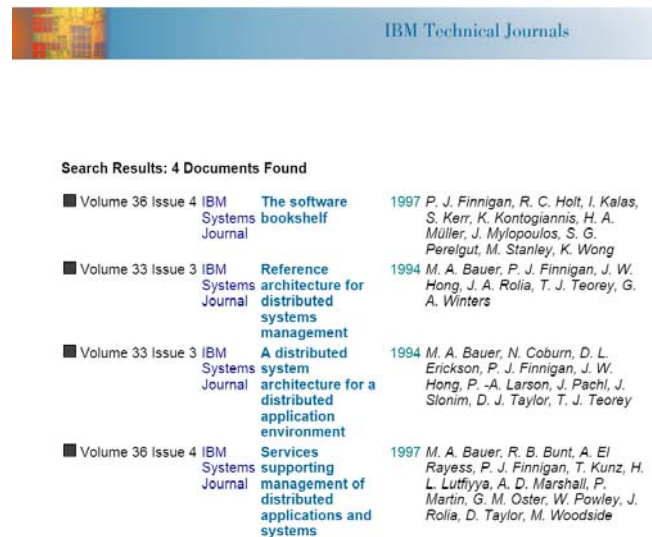 IBM Technical Journals
Search Results: 4 Documents Found
Volume 36 Issue 4 IBM The software 1997 P. J. Finnigan, R. C. Holt, I. Kalas,
Systems bookshelf S. Kerr, K. Kontogiannis, H. A.
Journal Müller, J. Mylopoulos, S. G.
Perelgut, M. Stanley, K. Wong
Volume 33 Issue 3 IBM Reference 1994 M. A. Bauer, P. J. Finnigan, J. W.
Systems architecture for Hong, J. A. Rolia, T. J. Teorey, G.
Journal distributed A. Winters
systems
management
Volume 33 Issue 3 IBM A distributed 1994 M. A. Bauer, N. Coburn, D. L.
Systems system Erickson, P. J. Finnigan, J. W.
Journal architecture for a Hong, P. -A. Larson, J. Pachl, J.
distributed Slonim, D. J. Taylor, T. J. Teorey
application
environment
Volume 36 Issue 4 IBM Services 1997 M. A. Bauer, R. B. Bunt, A. El
Systems supporting Rayess, P. J. Finnigan, T. Kunz, H.
Journal management of L. Lutfiyya, A. D. Marshall, P.
distributed Martin, G. M. Oster, W. Powley, J.
applications and Rolia, D. Taylor, M. Woodside
systems